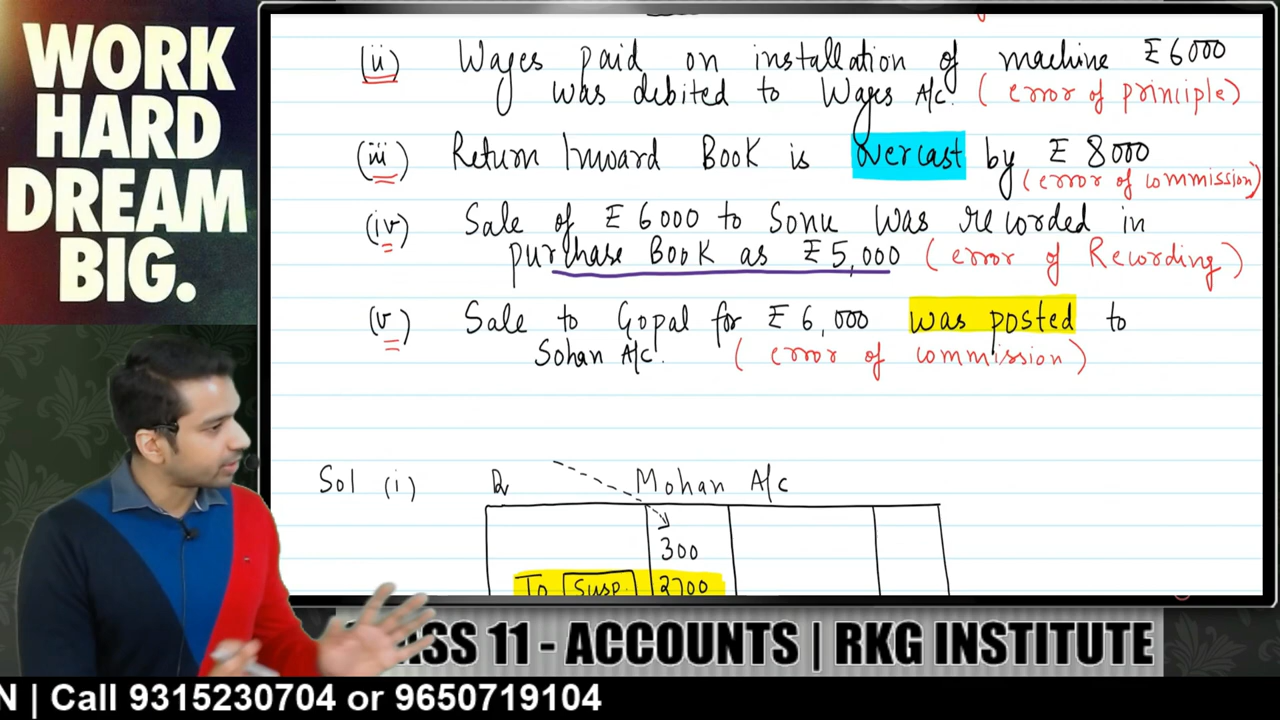 WORK
HARD
DREAM
BIG.
(ii) Wages paid on installation of machine ₹ 6000
was debited to Wages A/c. (error of principle)
(iii) Return Inward Book is overcast by ₹ 8000
(error of commission)
(iv) Sale of ₹ 6000 to Sonu was recorded in
purchase Book as ₹ 5,000 (error of Recording)
(v) Sale to Gopal for ₹ 6,000 was posted to
Sohan A/c. (error of commission)
Sol (i) Dr Mohan A/c
300
To Susp. 2700
ASS 11 - ACCOUNTS | RKG INSTITUTE
N | Call 9315230704 or 9650719104